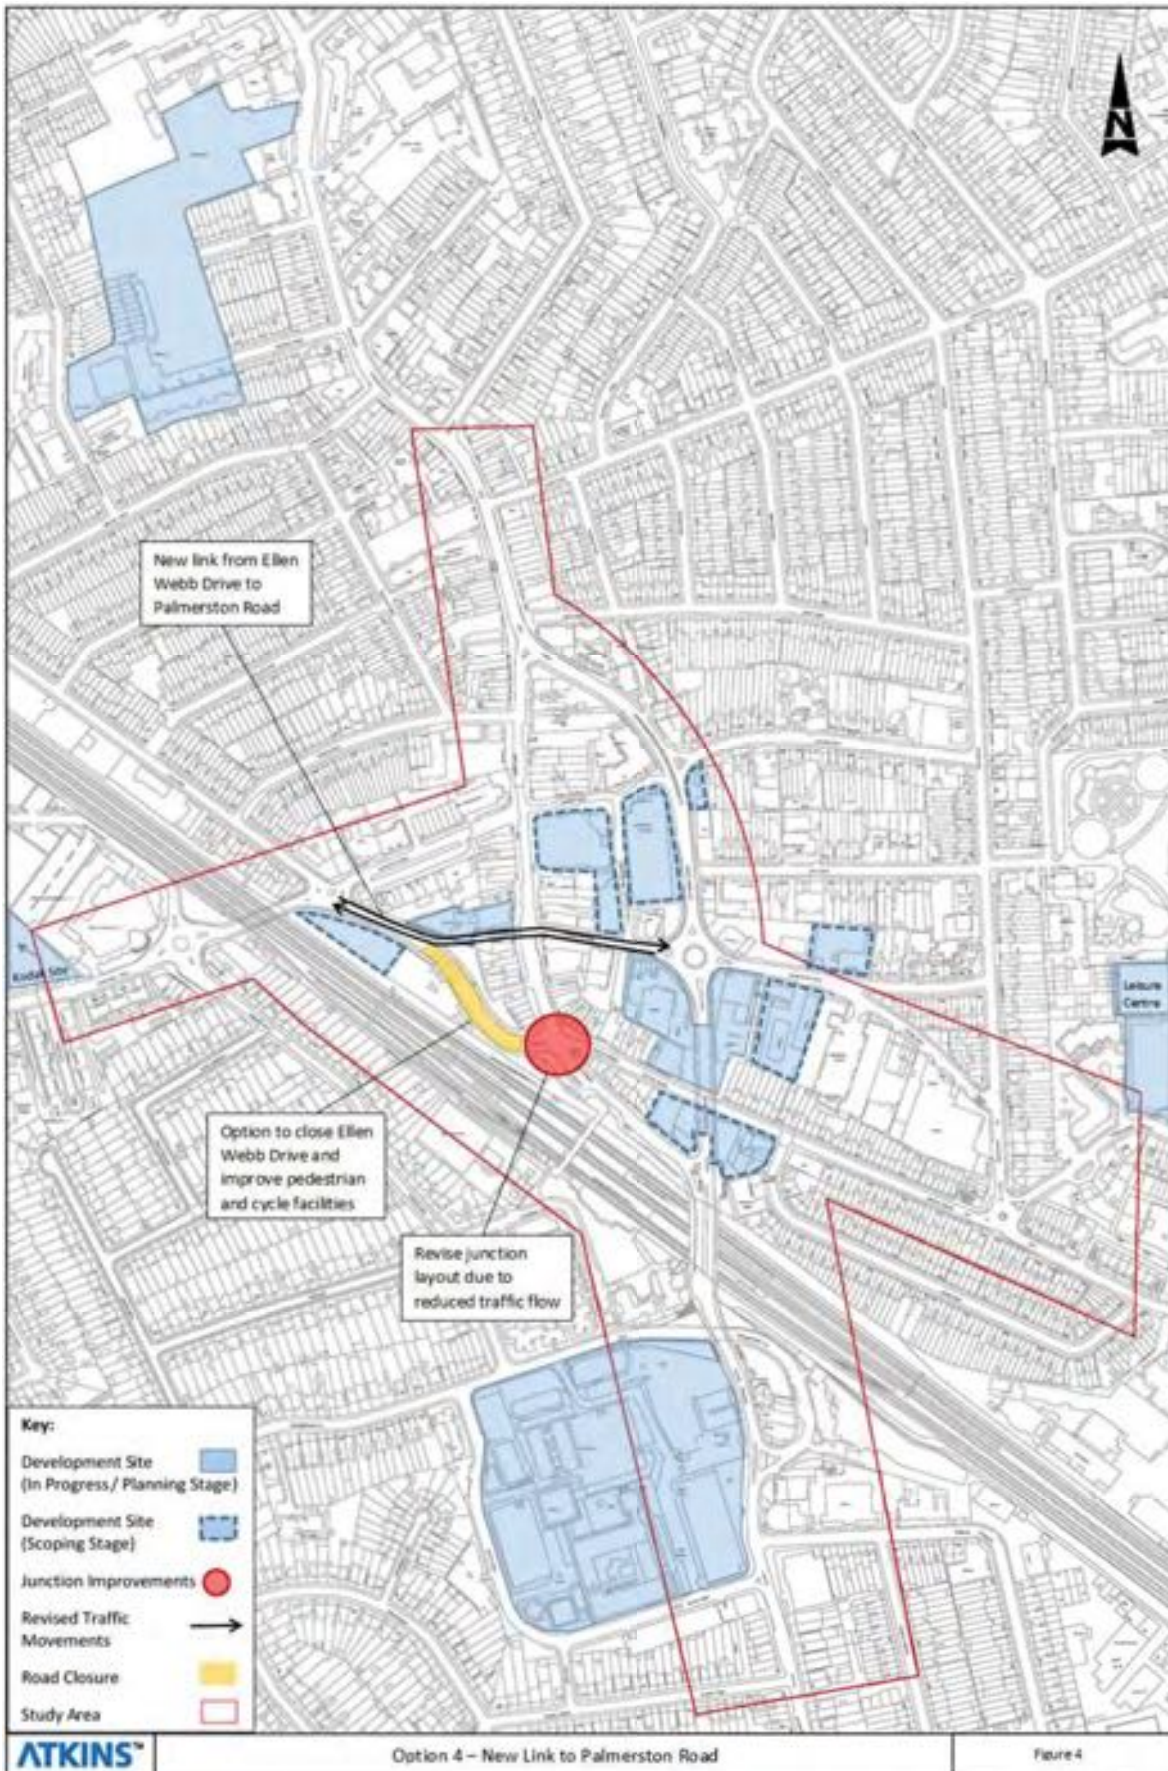 N
New link from Ellen
Webb Drive to
Palmerston Road
Kodak Site
Leisure
Centre
Option to close Ellen
Webb Drive and
improve pedestrian
and cycle facilities
Revise junction
layout due to
reduced traffic flow
Key:
Development Site
(In Progress / Planning Stage)
Development Site
(Scoping Stage)
Junction Improvements
Revised Traffic
Movements
Road Closure
Study Area
ATKINS™
Option 4 – New Link to Palmerston Road
Figure 4